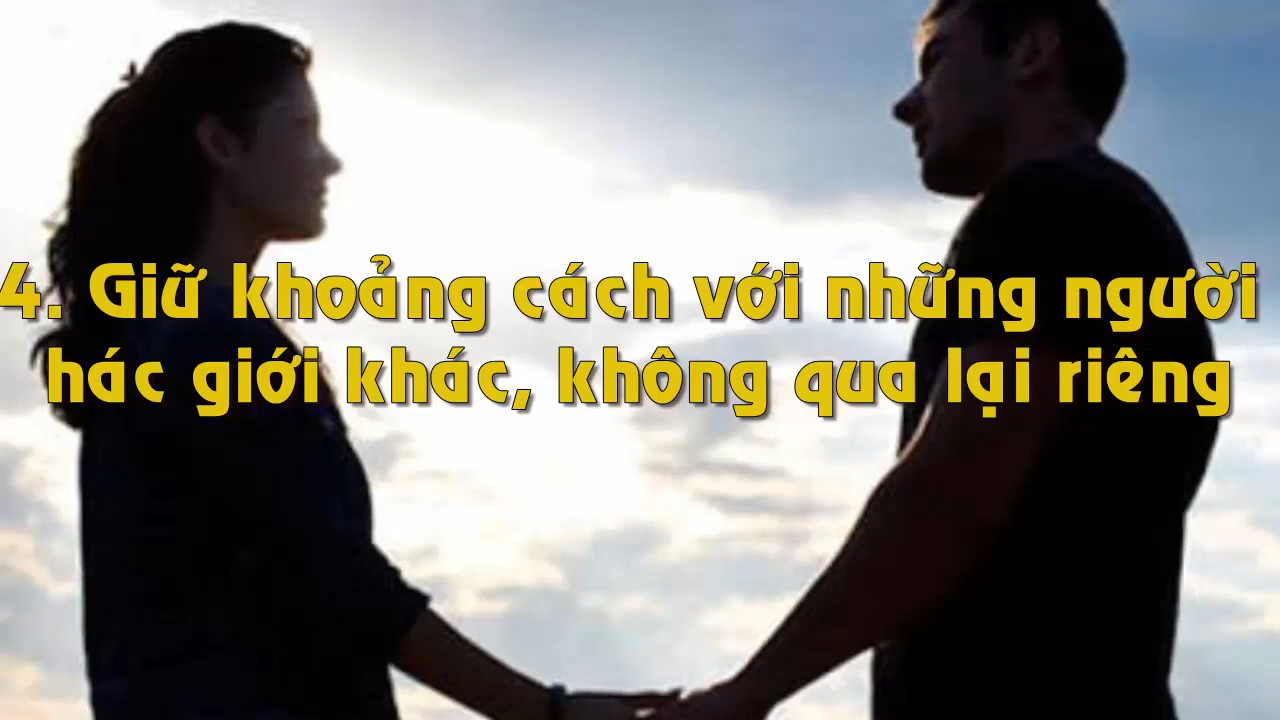 4. Giữ khoảng cách với những người
hác giới khác, không qua lại riêng